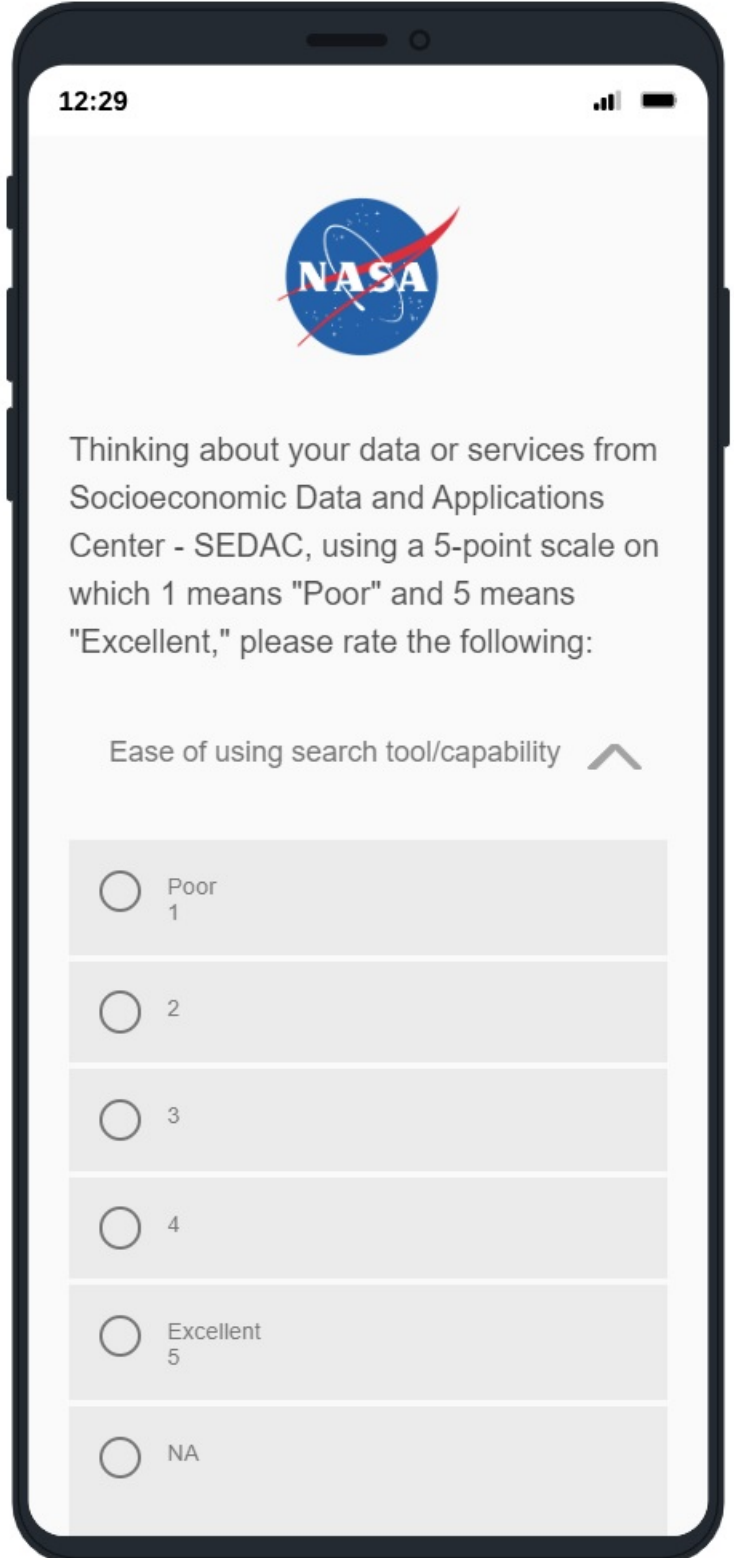 12:29
NASA
Thinking about your data or services from
Socioeconomic Data and Applications
Center - SEDAC, using a 5-point scale on
which 1 means "Poor" and 5 means
"Excellent," please rate the following:
Ease of using search tool/capability
Poor
1
2
3
4
Excellent
5
NA